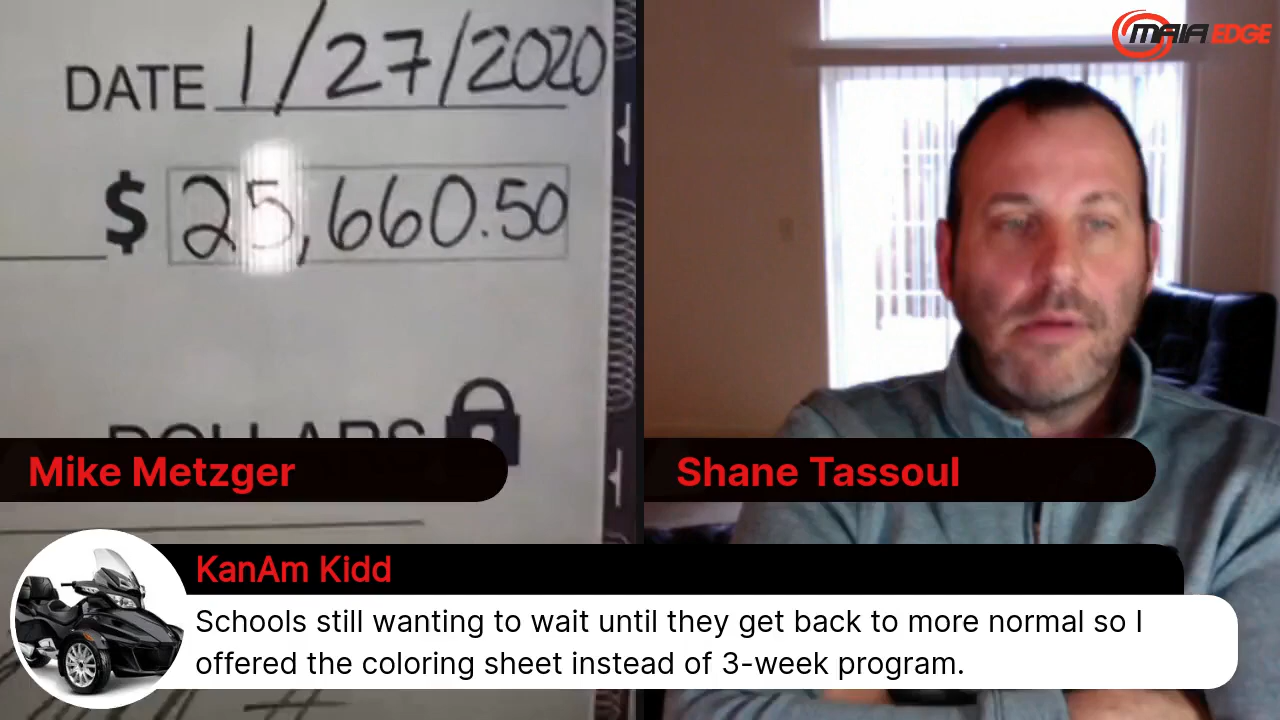 MAIA EDGE
DATE 1/27/2020
$ 25,660.50
DOLLARS
Mike Metzger
Shane Tassoul
KanAm Kidd
Schools still wanting to wait until they get back to more normal so I
offered the coloring sheet instead of 3-week program.